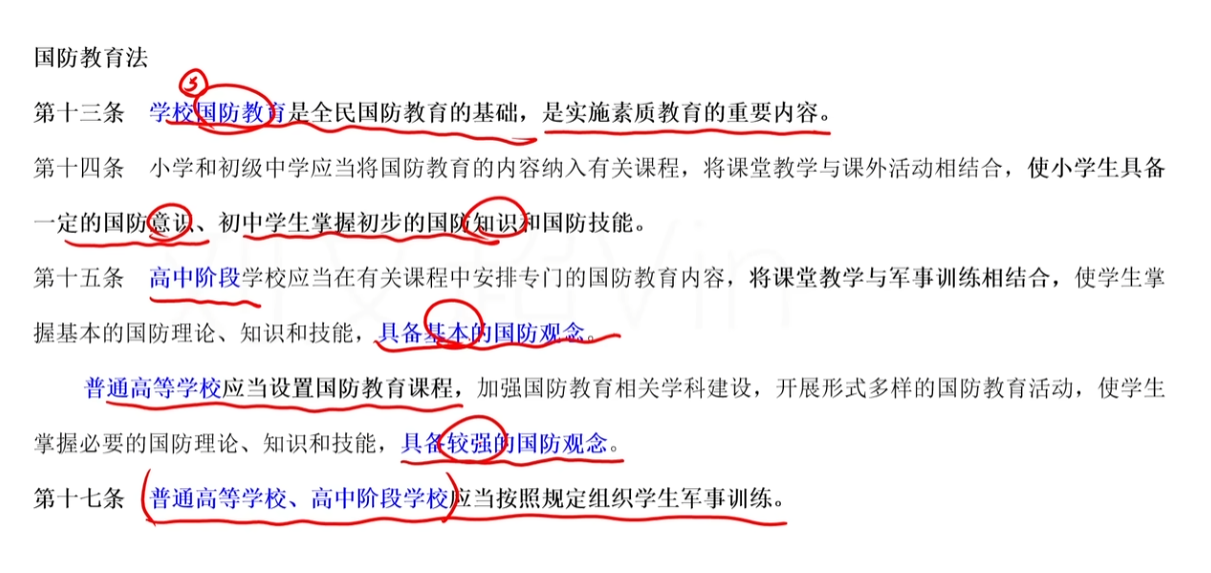 国防教育法
5
第十三条 学校国防教育是全民国防教育的基础，是实施素质教育的重要内容。
第十四条 小学和初级中学应当将国防教育的内容纳入有关课程，将课堂教学与课外活动相结合，使小学生具备
一定的国防意识、初中学生掌握初步的国防知识和国防技能。
第十五条 高中阶段学校应当在有关课程中安排专门的国防教育内容，将课堂教学与军事训练相结合，使学生掌
握基本的国防理论、知识和技能，具备基本的国防观念。
普通高等学校应当设置国防教育课程，加强国防教育相关学科建设，开展形式多样的国防教育活动，使学生
掌握必要的国防理论、知识和技能，具备较强的国防观念。
第十七条 普通高等学校、高中阶段学校应当按照规定组织学生军事训练。